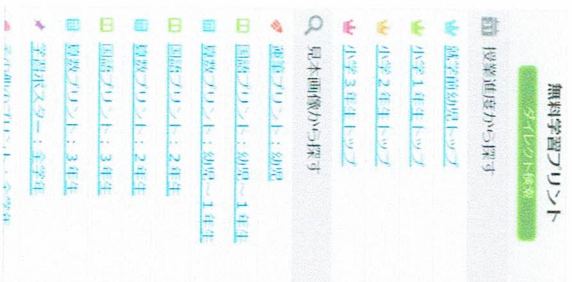 無料学習プリント
ダイレクト検索
授業進度から探す
就学前幼児トップ
小学1年生トップ
小学2年生トップ
小学3年生トップ
見本画像から探す
運筆プリント：幼児
国語プリント：幼児～1年生
算数プリント：幼児～1年生
国語プリント：2年生
算数プリント：2年生
国語プリント：3年生
算数プリント：3年生
学習ポスター：全学年